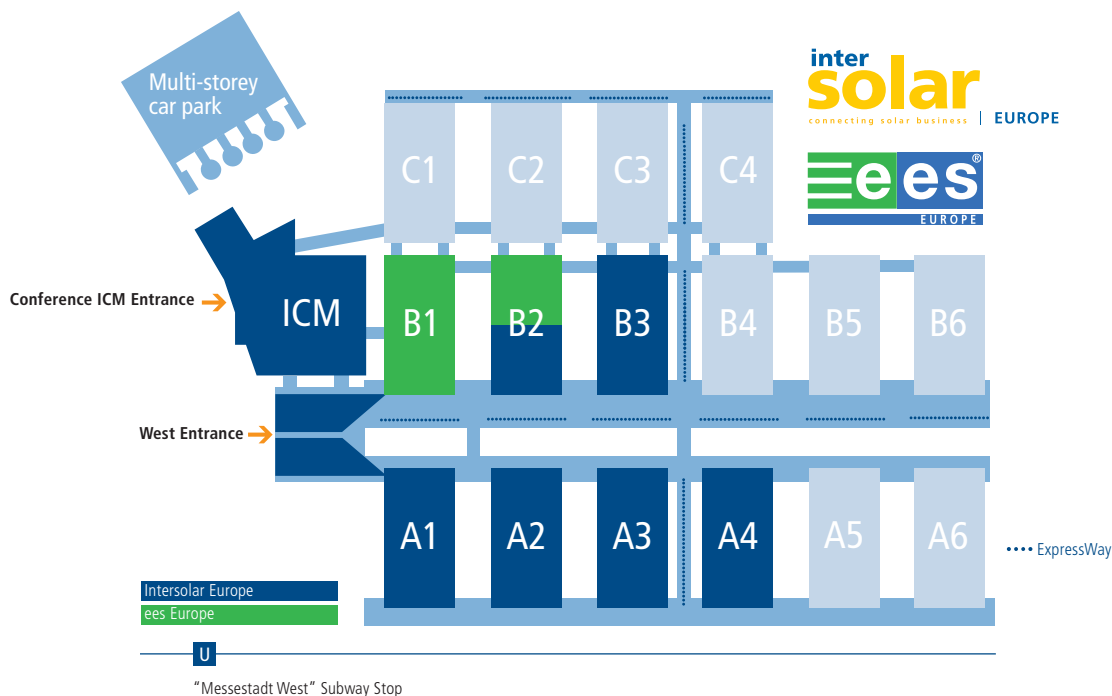 Multi-storey
car park
inter
solar
connecting solar business | EUROPE
ees®
EUROPE
C1 C2 C3 C4
Conference ICM Entrance
ICM
B1 B2 B3 B4 B5 B6
West Entrance
A1 A2 A3 A4 A5 A6
ExpressWay
Intersolar Europe
ees Europe
U
“Messestadt West” Subway Stop